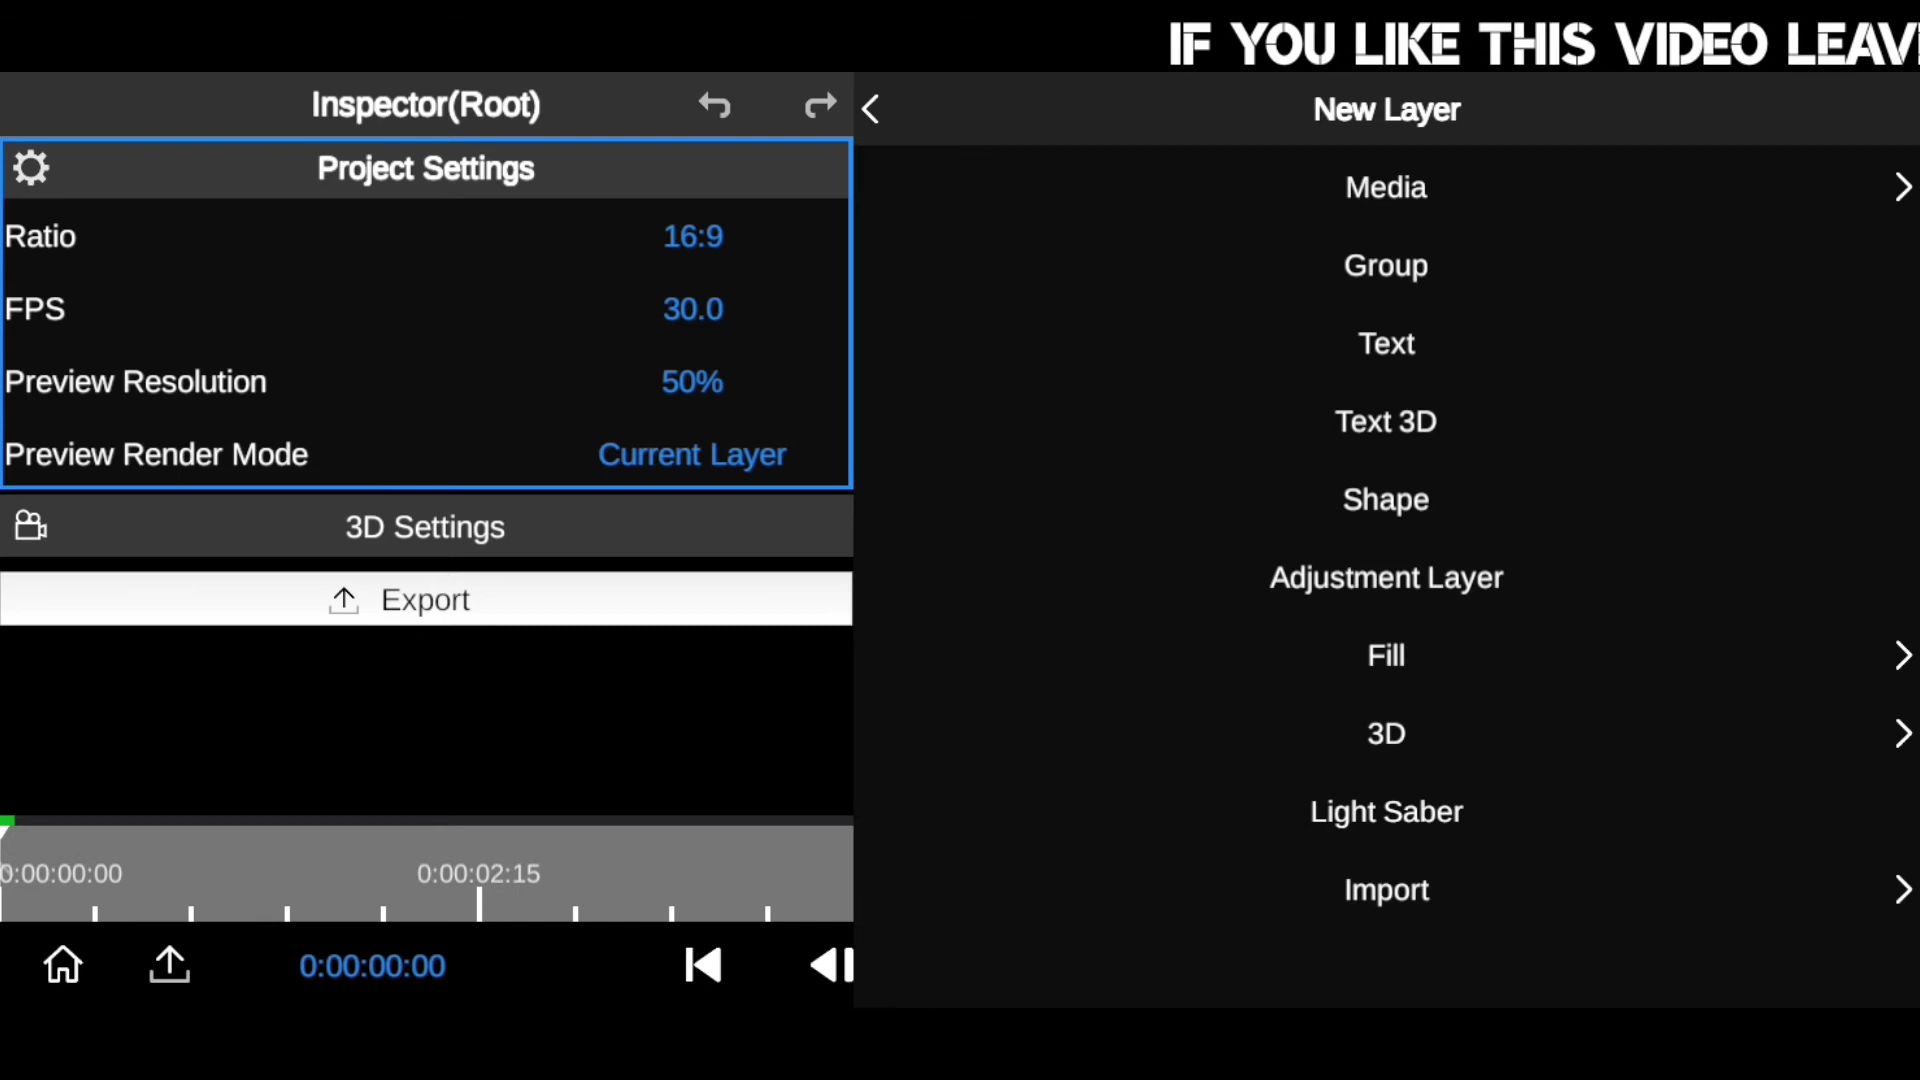 IF YOU LIKE THIS VIDEO LEAV
Inspector(Root)
Project Settings
Ratio 16:9
FPS 30.0
Preview Resolution 50%
Preview Render Mode Current Layer
3D Settings
Export
0:00:00:00 0:00:02:15
0:00:00:00
New Layer
Media
Group
Text
Text 3D
Shape
Adjustment Layer
Fill
3D
Light Saber
Import